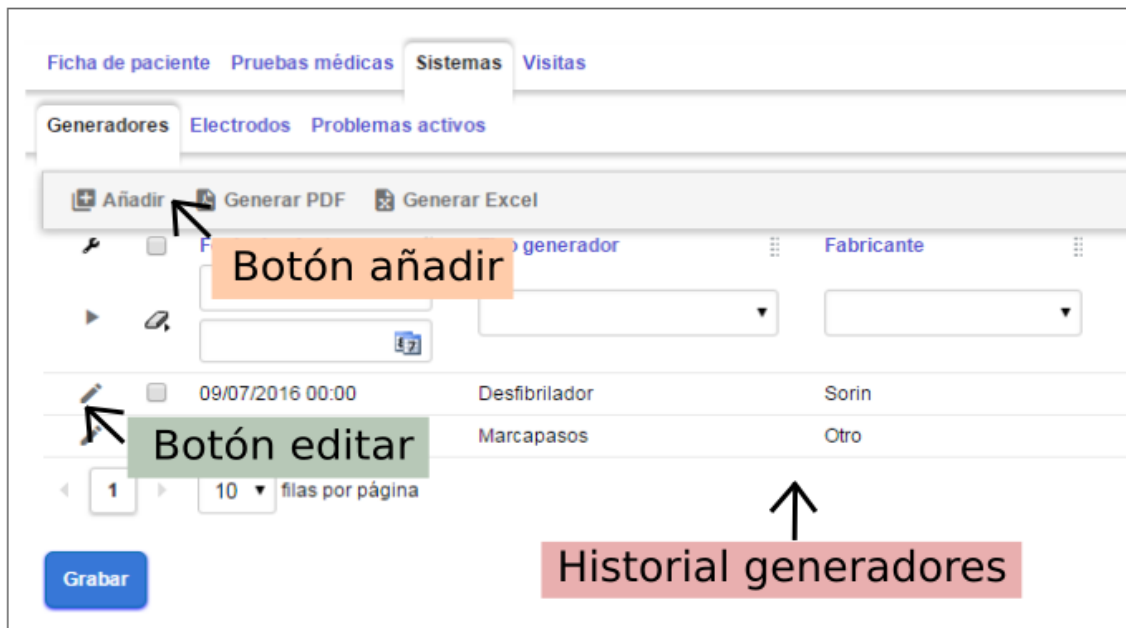 Ficha de paciente Pruebas médicas Sistemas Visitas
Generadores Electrodos Problemas activos
Añadir Generar PDF Generar Excel
generador Fabricante
Botón añadir
09/07/2016 00:00 Desfibrilador Sorin
Botón editar Marcapasos Otro
1 10 filas por página
Historial generadores
Grabar